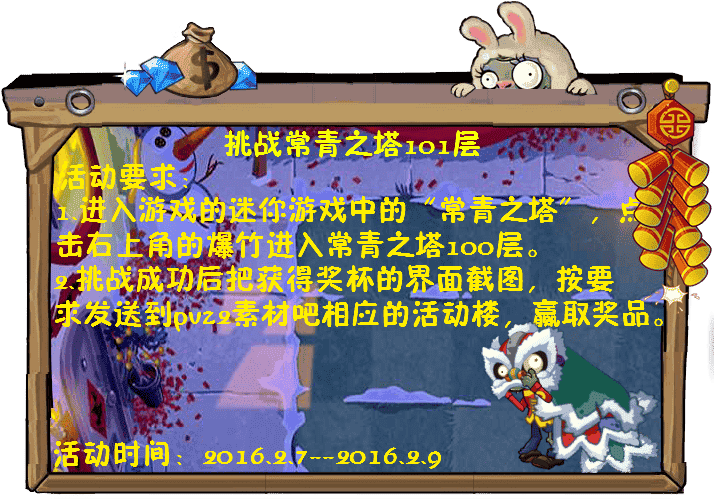 挑战常青之塔101层
活动要求：
1.进入游戏的迷你游戏中的“常青之塔”，点
击右上角的爆竹进入常青之塔100层。
2.挑战成功后把获得奖杯的界面截图，按要
求发送到pvz2素材吧相应的活动楼，赢取奖品。
活动时间：2016.2.7--2016.2.9